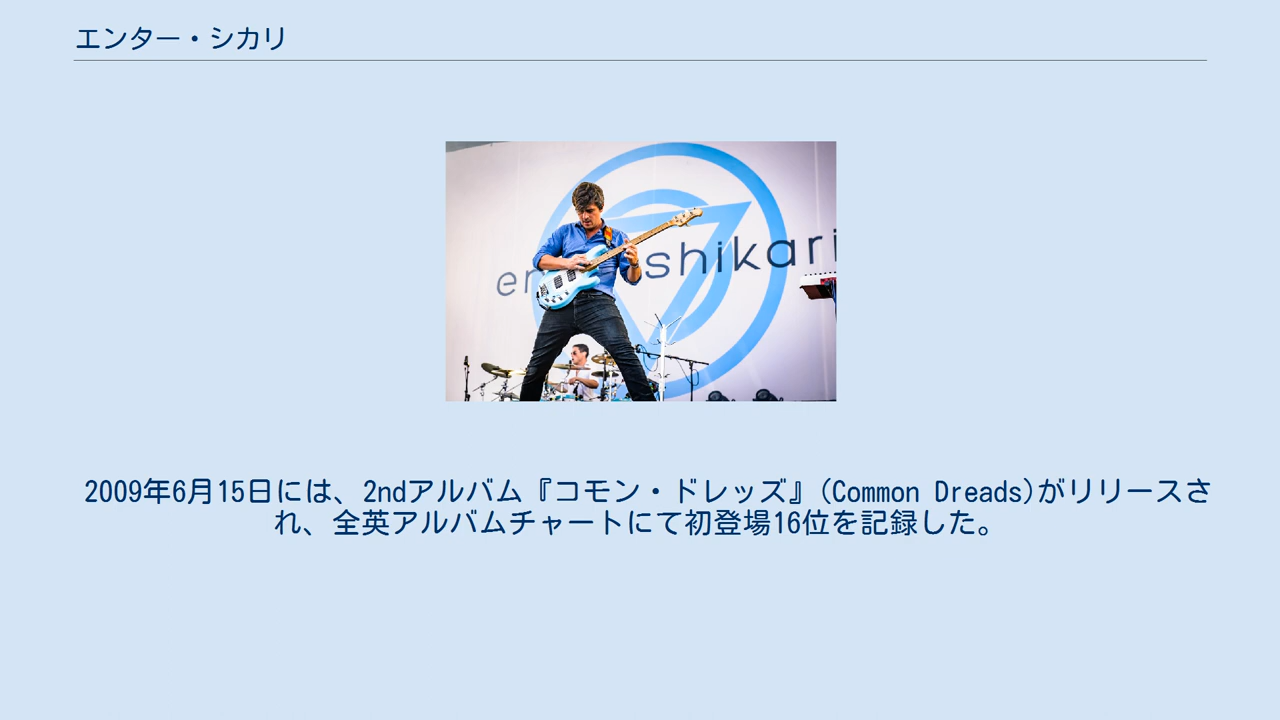 エンター・シカリ
enter shikari
2009年6月15日には、2ndアルバム『コモン・ドレッズ』(Common Dreads)がリリースさ
れ、全英アルバムチャートにて初登場16位を記録した。